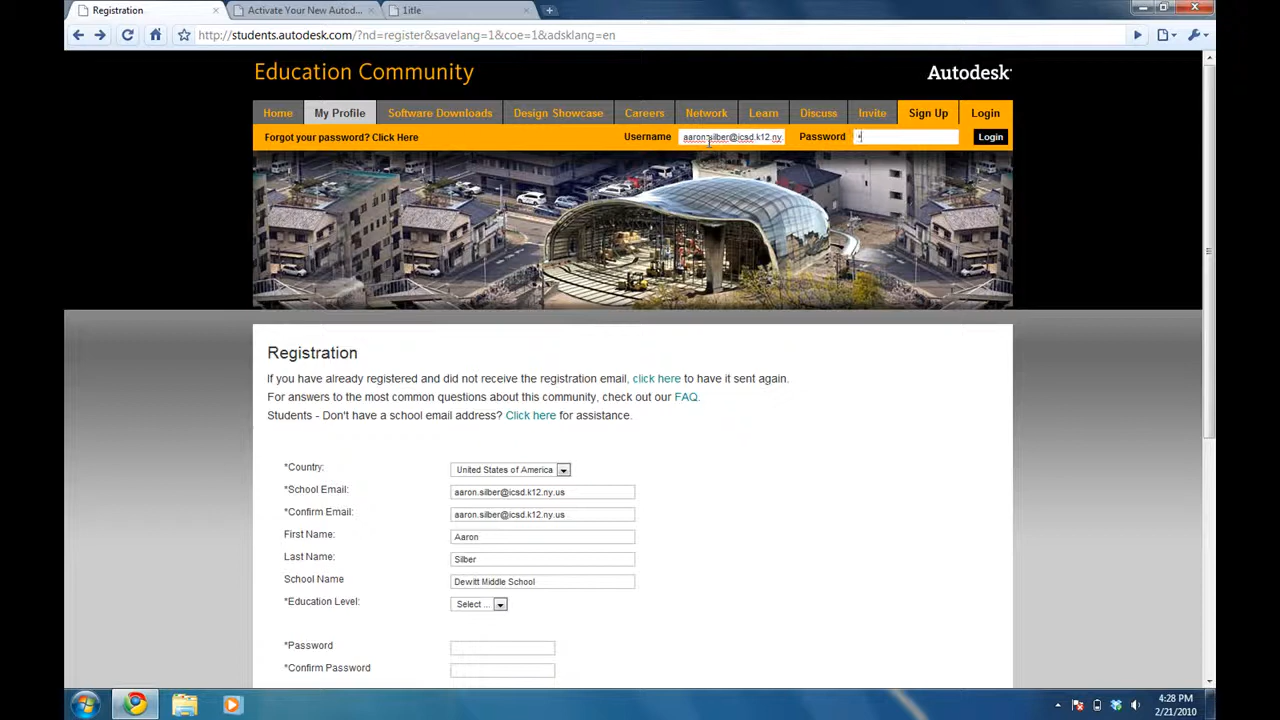 Registration
Activate Your New Autod...
1itle
http://students.autodesk.com/?nd=register&savelang=1&coe=1&adsklang=en
Education Community
Autodesk
Home
My Profile
Software Downloads
Design Showcase
Careers
Network
Learn
Discuss
Invite
Sign Up
Login
Forgot your password? Click Here
Username
aaron.silber@icsd.k12.ny.
Password
*
Login
Registration
If you have already registered and did not receive the registration email, click here to have it sent again.
For answers to the most common questions about this community, check out our FAQ.
Students - Don't have a school email address? Click here for assistance.
*Country:
United States of America
*School Email:
aaron.silber@icsd.k12.ny.us
*Confirm Email:
aaron.silber@icsd.k12.ny.us
First Name:
Aaron
Last Name:
Silber
School Name
Dewitt Middle School
*Education Level:
Select ...
*Password
*Confirm Password
4:28 PM
2/21/2010